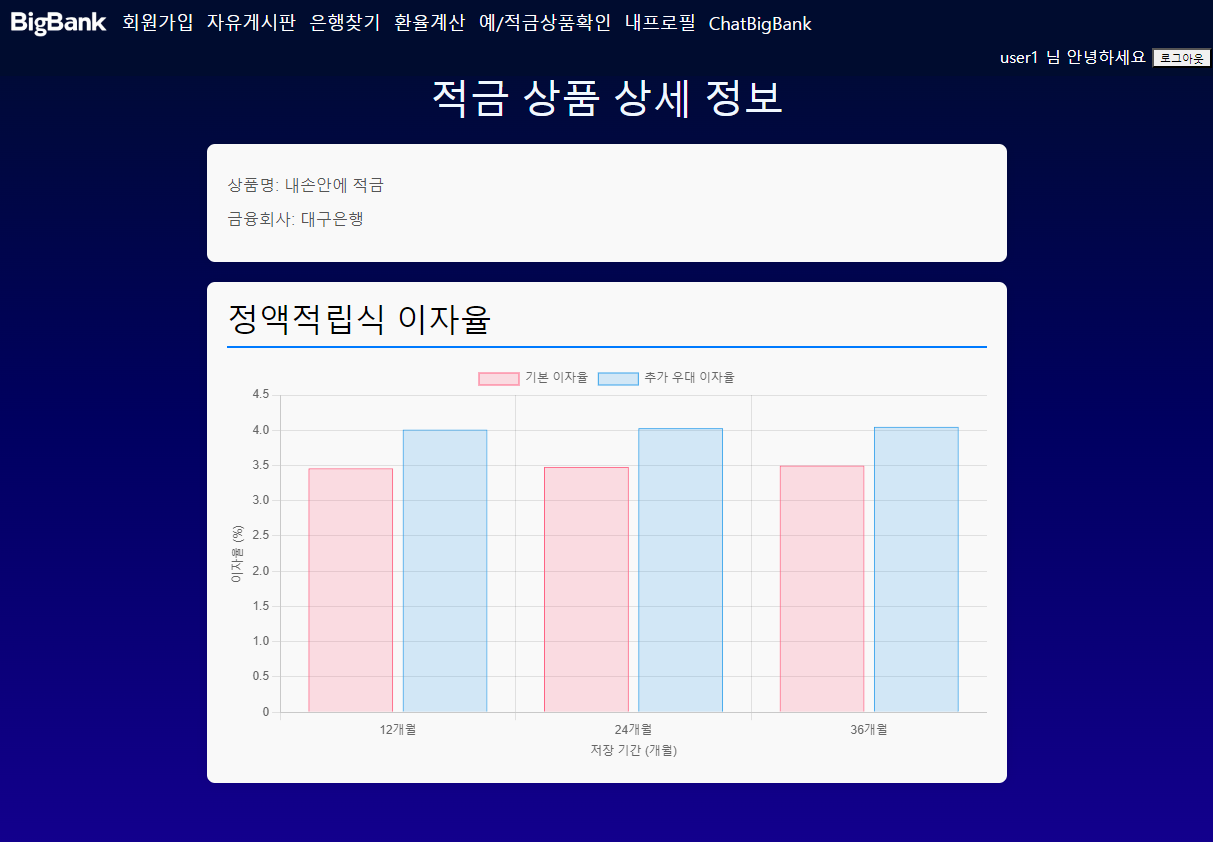 BigBank 회원가입 자유게시판 은행찾기 환율계산 예/적금상품확인 내프로필 ChatBigBank
user1 님 안녕하세요 로그아웃
적금 상품 상세 정보
상품명: 내손안에 적금
금융회사: 대구은행
정액적립식 이자율
기본 이자율 추가 우대 이자율
4.5
4.0
3.5
3.0
2.5
2.0
1.5
1.0
0.5
0
이자율 (%)
12개월 24개월 36개월
저장 기간 (개월)